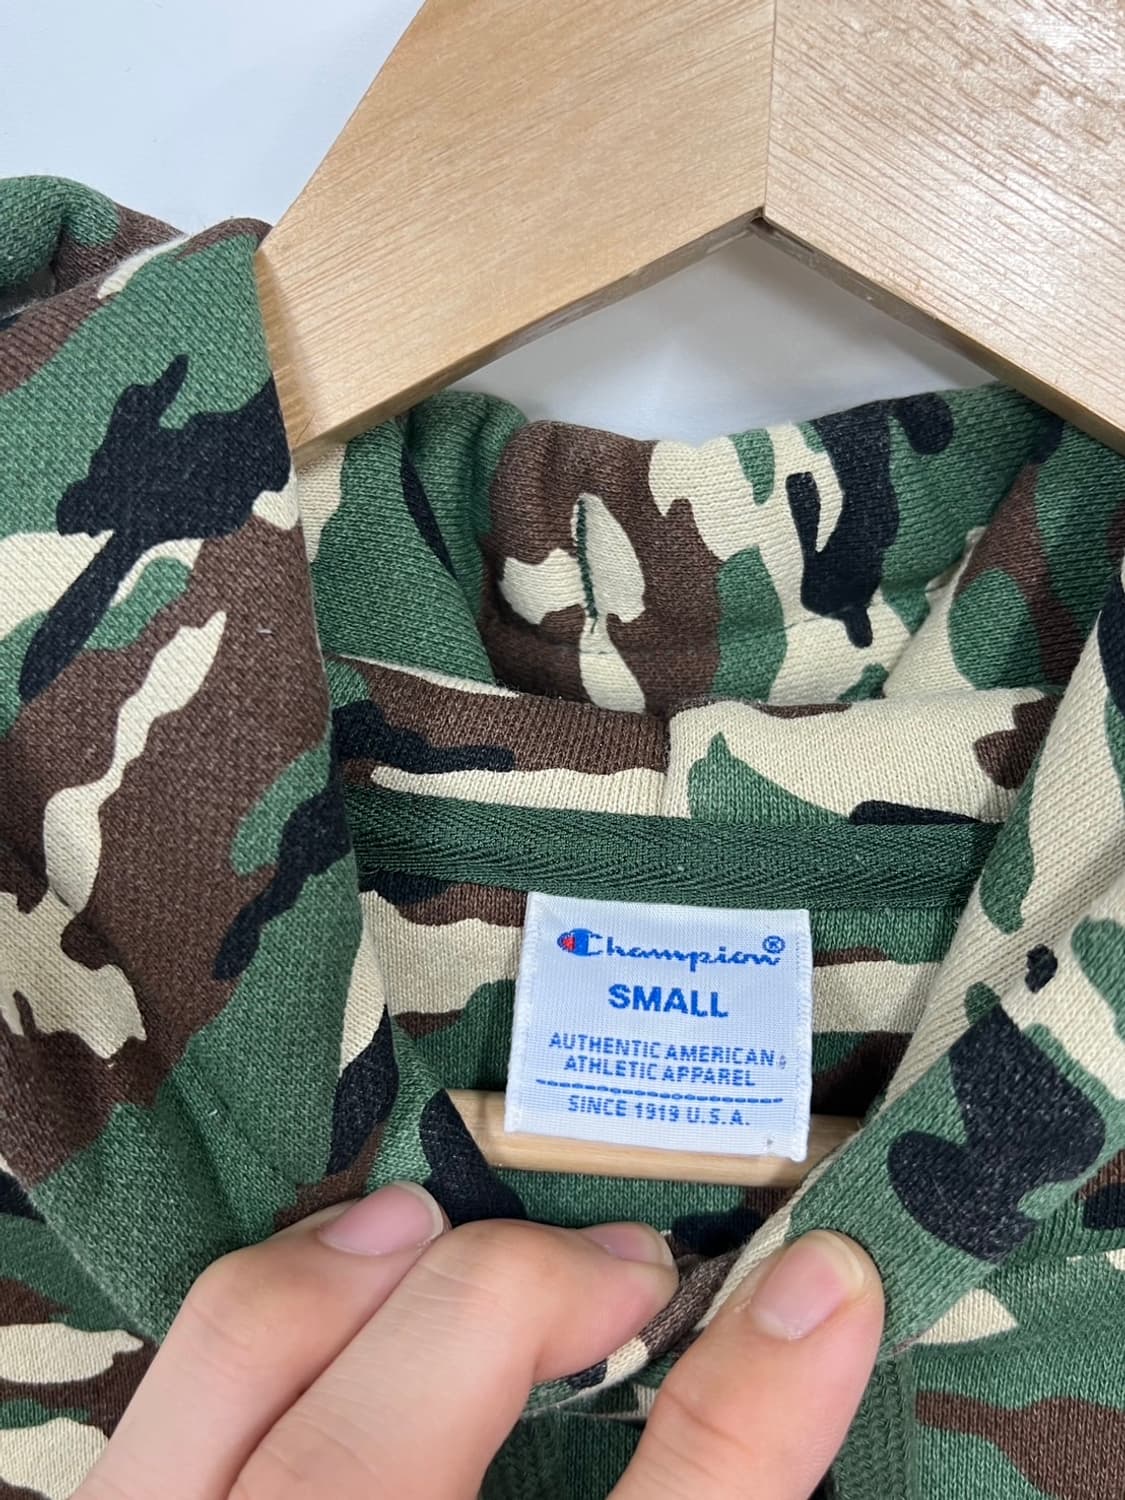 Champion®
SMALL
AUTHENTIC AMERICAN
ATHLETIC APPAREL
SINCE 1919 U.S.A.